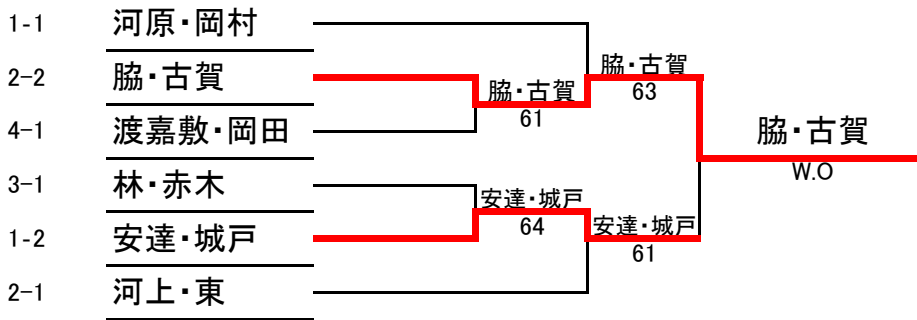 1-1 河原・岡村
2-2 脇・古賀
4-1 渡嘉敷・岡田
3-1 林・赤木
1-2 安達・城戸
2-1 河上・東
脇・古賀
61
安達・城戸
64
脇・古賀
63
安達・城戸
61
脇・古賀
W.O